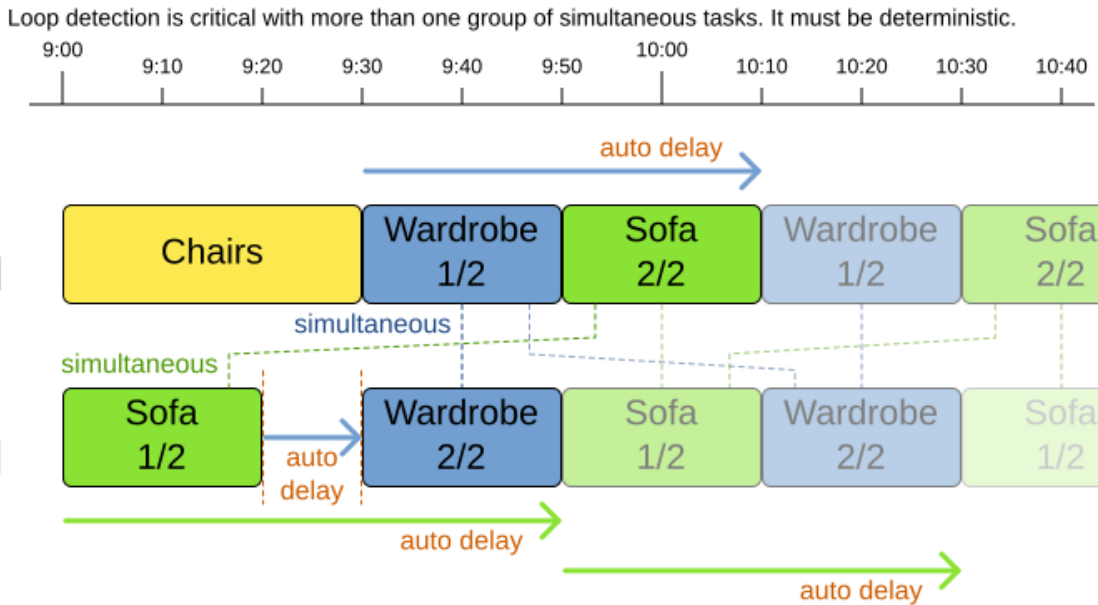 Loop detection is critical with more than one group of simultaneous tasks. It must be deterministic.
9:00
10:00
9:10
9:20
9:30
9:40
9:50
10:10
10:20
10:30
10:40
auto delay
Chairs
Wardrobe
1/2
Sofa
2/2
Wardrobe
1/2
Sofa
2/2
simultaneous
simultaneous
Sofa
1/2
auto
delay
Wardrobe
2/2
Sofa
1/2
Wardrobe
2/2
Sofa
1/2
auto delay
auto delay